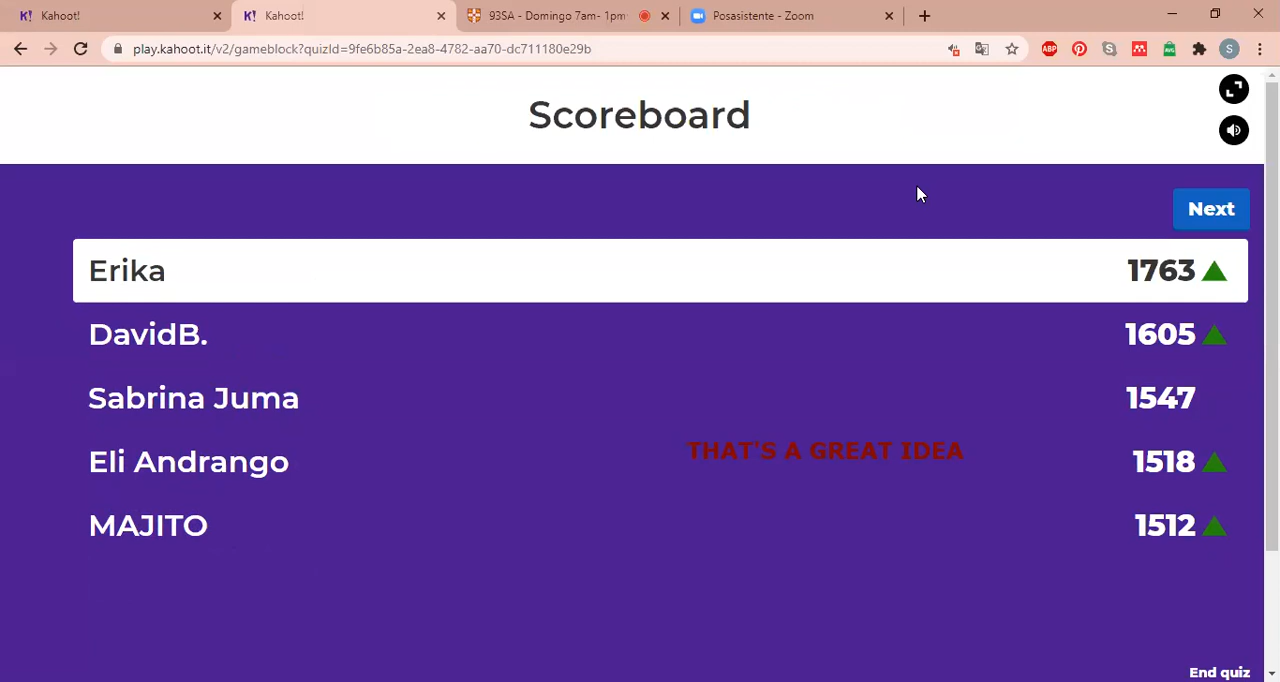 Kahoot!
Kahoot!
93SA - Domingo 7am- 1pm
Posasistente - Zoom
play.kahoot.it/v2/gameblock?quizId=9fe6b85a-2ea8-4782-aa70-dc711180e29b
ABP
S
Scoreboard
Next
Erika 1763
DavidB. 1605
Sabrina Juma 1547
THAT'S A GREAT IDEA
Eli Andrango 1518
MAJITO 1512
End quiz